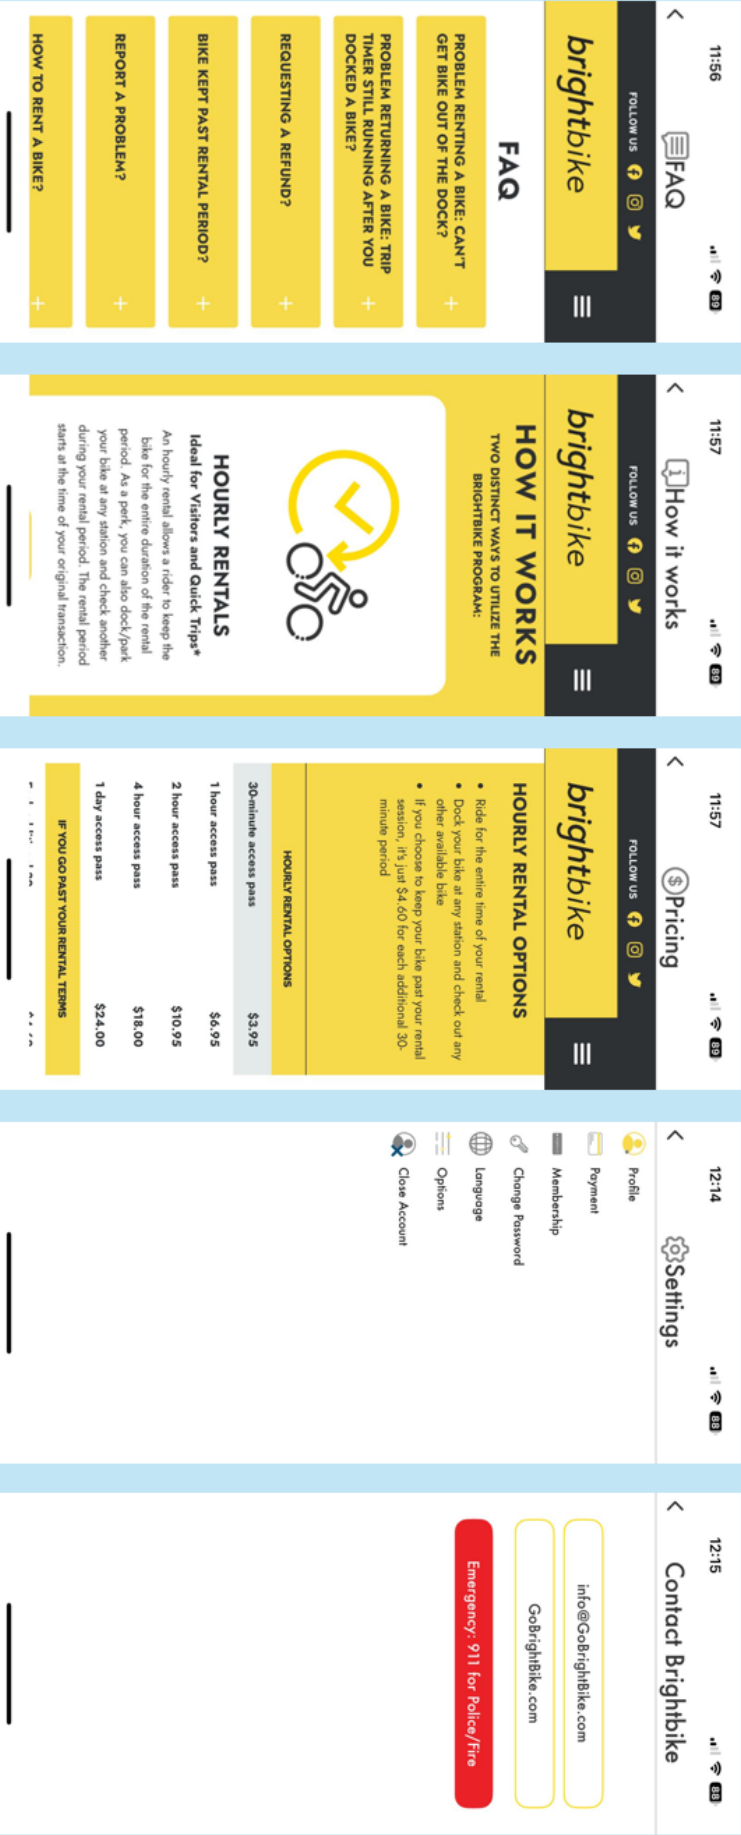 11:56
89
FAQ
FOLLOW US
brightbike
FAQ
PROBLEM RENTING A BIKE: CAN'T
GET BIKE OUT OF THE DOCK?
+
PROBLEM RETURNING A BIKE: TRIP
TIMER STILL RUNNING AFTER YOU
DOCKED A BIKE?
+
REQUESTING A REFUND?
+
BIKE KEPT PAST RENTAL PERIOD?
+
REPORT A PROBLEM?
+
HOW TO RENT A BIKE?
+
11:57
89
How it works
FOLLOW US
brightbike
HOW IT WORKS
TWO DISTINCT WAYS TO UTILIZE THE
BRIGHTBIKE PROGRAM:
HOURLY RENTALS
Ideal for Visitors and Quick Trips*
An hourly rental allows a rider to keep the
bike for the entire duration of the rental
period. As a perk, you can also dock/park
your bike at any station and check another
during your rental period. The rental period
starts at the time of your original transaction.
11:57
89
Pricing
FOLLOW US
brightbike
HOURLY RENTAL OPTIONS
• Ride for the entire time of your rental
• Dock your bike at any station and check out any
other available bike
• If you choose to keep your bike past your rental
session, it's just $4.60 for each additional 30-
minute period
HOURLY RENTAL OPTIONS
30-minute access pass $3.95
1 hour access pass $6.95
2 hour access pass $10.95
4 hour access pass $18.00
1 day access pass $24.00
IF YOU GO PAST YOUR RENTAL TERMS
12:14
88
Settings
Profile
Payment
Membership
Change Password
Language
Options
Close Account
12:15
88
Contact Brightbike
info@GoBrightBike.com
GoBrightBike.com
Emergency: 911 for Police/Fire